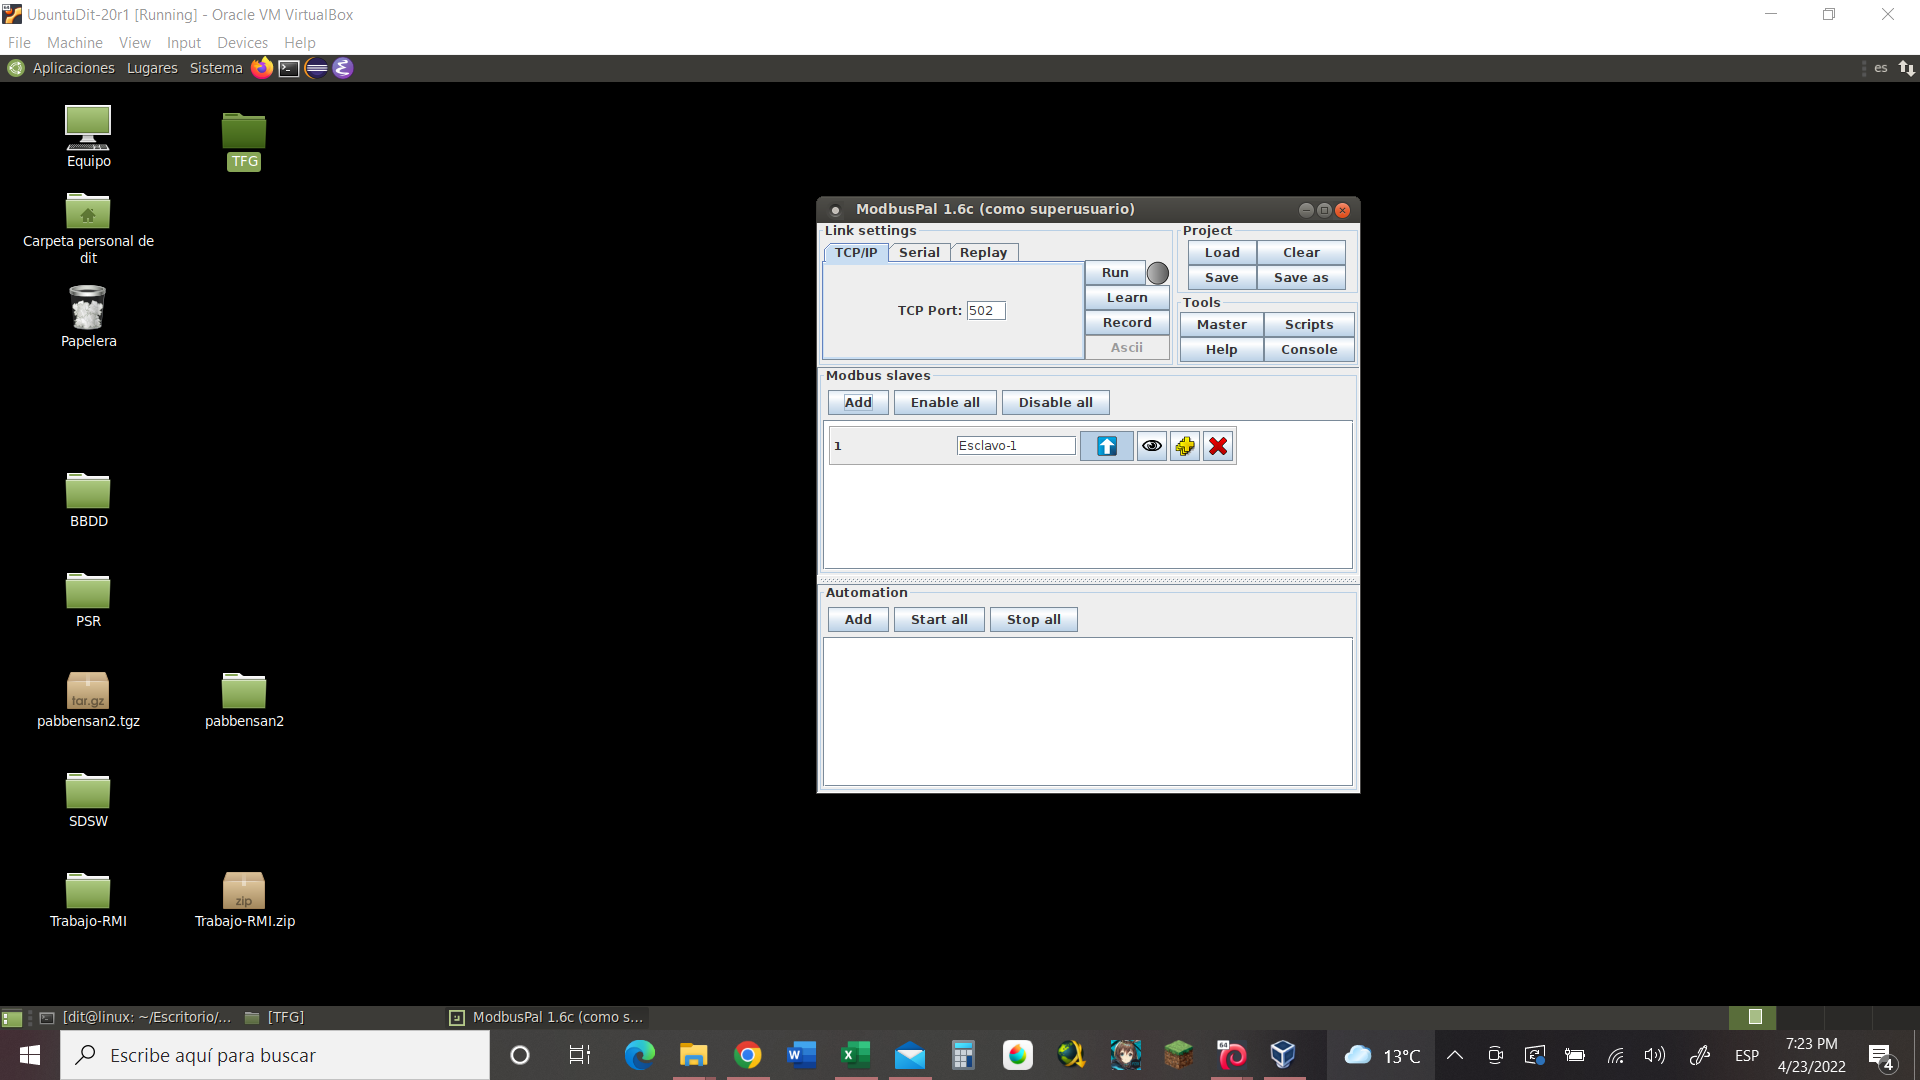 UbuntuDit-20r1 [Running] - Oracle VM VirtualBox
File Machine View Input Devices Help
Aplicaciones Lugares Sistema
es
Equipo
TFG
Carpeta personal de
dit
Papelera
BBDD
PSR
tar.gz
pabbensan2.tgz
pabbensan2
SDSW
Trabajo-RMI
zip
Trabajo-RMI.zip
ModbusPal 1.6c (como superusuario)
Link settings
TCP/IP Serial Replay
TCP Port: 502
Run
Learn
Record
Ascii
Project
Load Clear
Save Save as
Tools
Master Scripts
Help Console
Modbus slaves
Add Enable all Disable all
1 Esclavo-1
Automation
Add Start all Stop all
[dit@linux: ~/Escritorio/...
[TFG]
ModbusPal 1.6c (como s...
Escribe aquí para buscar
13°C
ESP
7:23 PM
4/23/2022
4